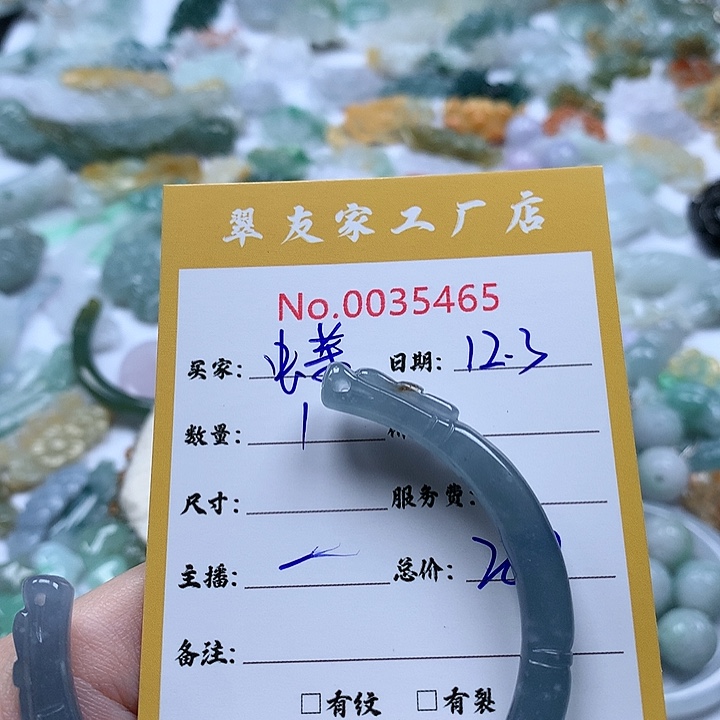 翠友家工厂店
No.0035465
买家: 日期: 12.3
数量: 1
尺寸: 服务费:
主播: 总价:
备注:
□有纹 □有裂